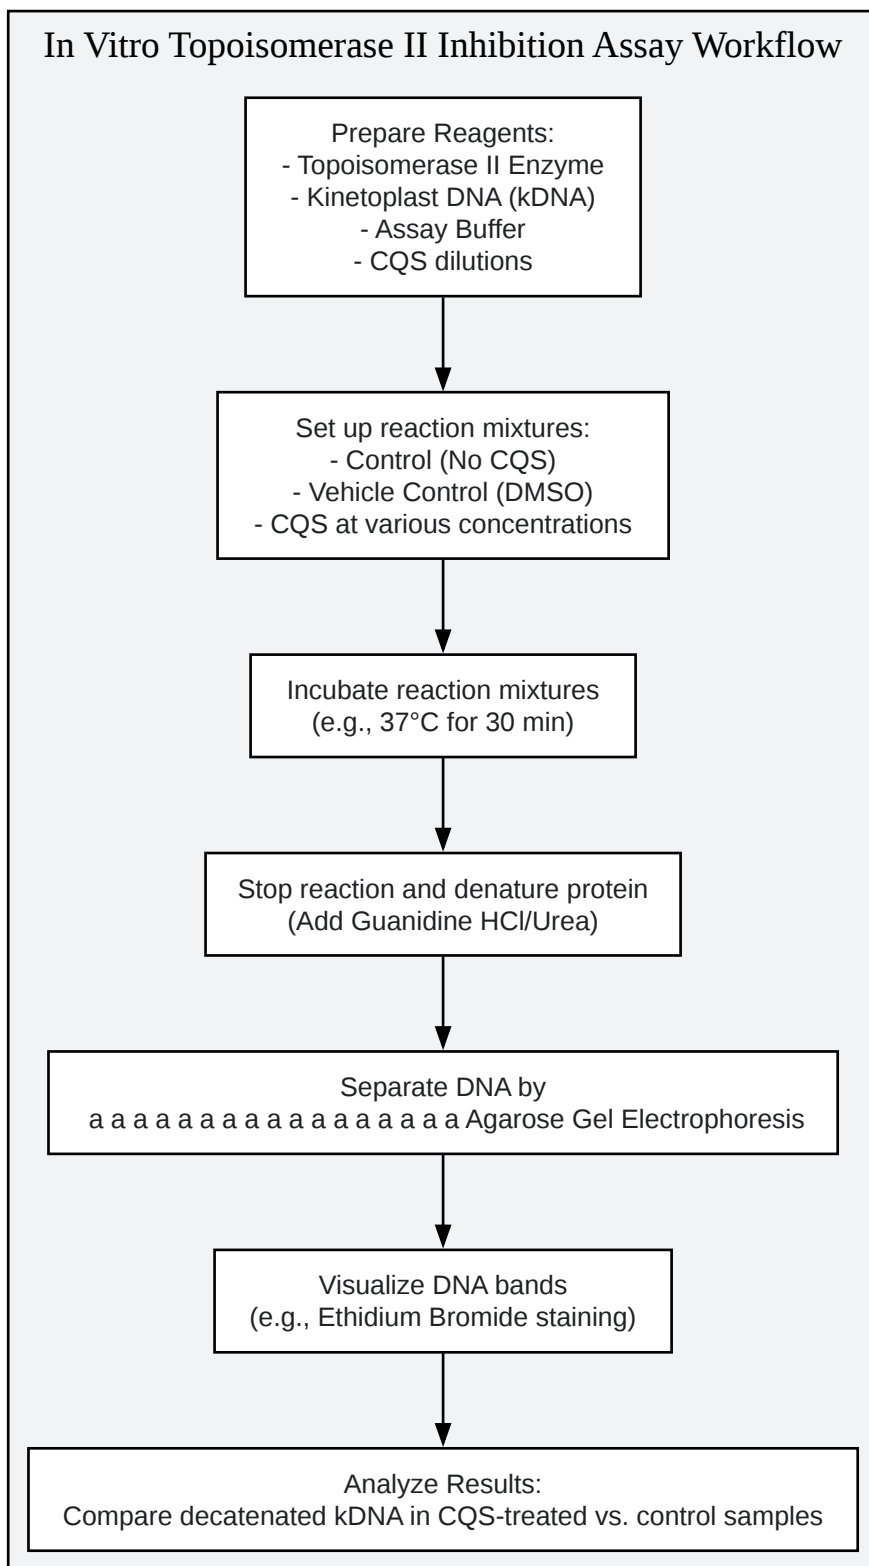 In Vitro Topoisomerase II Inhibition Assay Workflow
Prepare Reagents:
- Topoisomerase II Enzyme
- Kinetoplast DNA (kDNA)
- Assay Buffer
- CQS dilutions
Set up reaction mixtures:
- Control (No CQS)
- Vehicle Control (DMSO)
- CQS at various concentrations
Incubate reaction mixtures
(e.g., 37°C for 30 min)
Stop reaction and denature protein
(Add Guanidine HCl/Urea)
Separate DNA by
a a a a a a a a a a a a a a a a a Agarose Gel Electrophoresis
Visualize DNA bands
(e.g., Ethidium Bromide staining)
Analyze Results:
Compare decatenated kDNA in CQS-treated vs. control samples